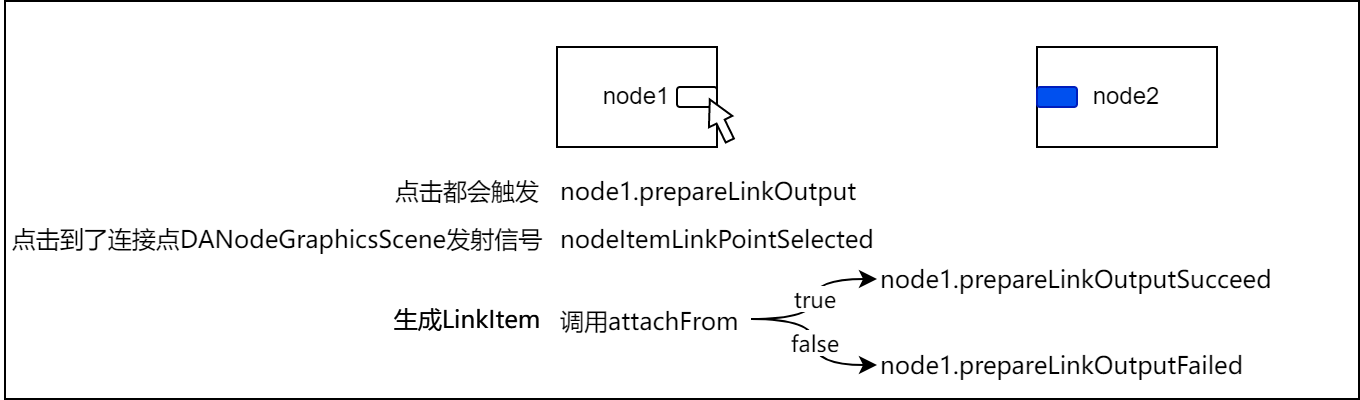 node1
node2
点击都会触发 node1.prepareLinkOutput
点击到了连接点DANodeGraphicsScene发射信号 nodeItemLinkPointSelected
node1.prepareLinkOutputSucceed
true
生成LinkItem 调用attachFrom
false
node1.prepareLinkOutputFailed